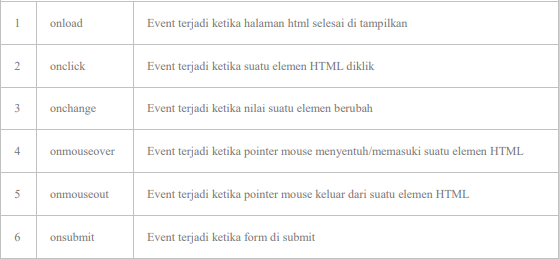 1 onload Event terjadi ketika halaman html selesai di tampilkan
2 onclick Event terjadi ketika suatu elemen HTML diklik
3 onchange Event terjadi ketika nilai suatu elemen berubah
4 onmouseover Event terjadi ketika pointer mouse menyentuh/memasuki suatu elemen HTML
5 onmouseout Event terjadi ketika pointer mouse keluar dari suatu elemen HTML
6 onsubmit Event terjadi ketika form di submit